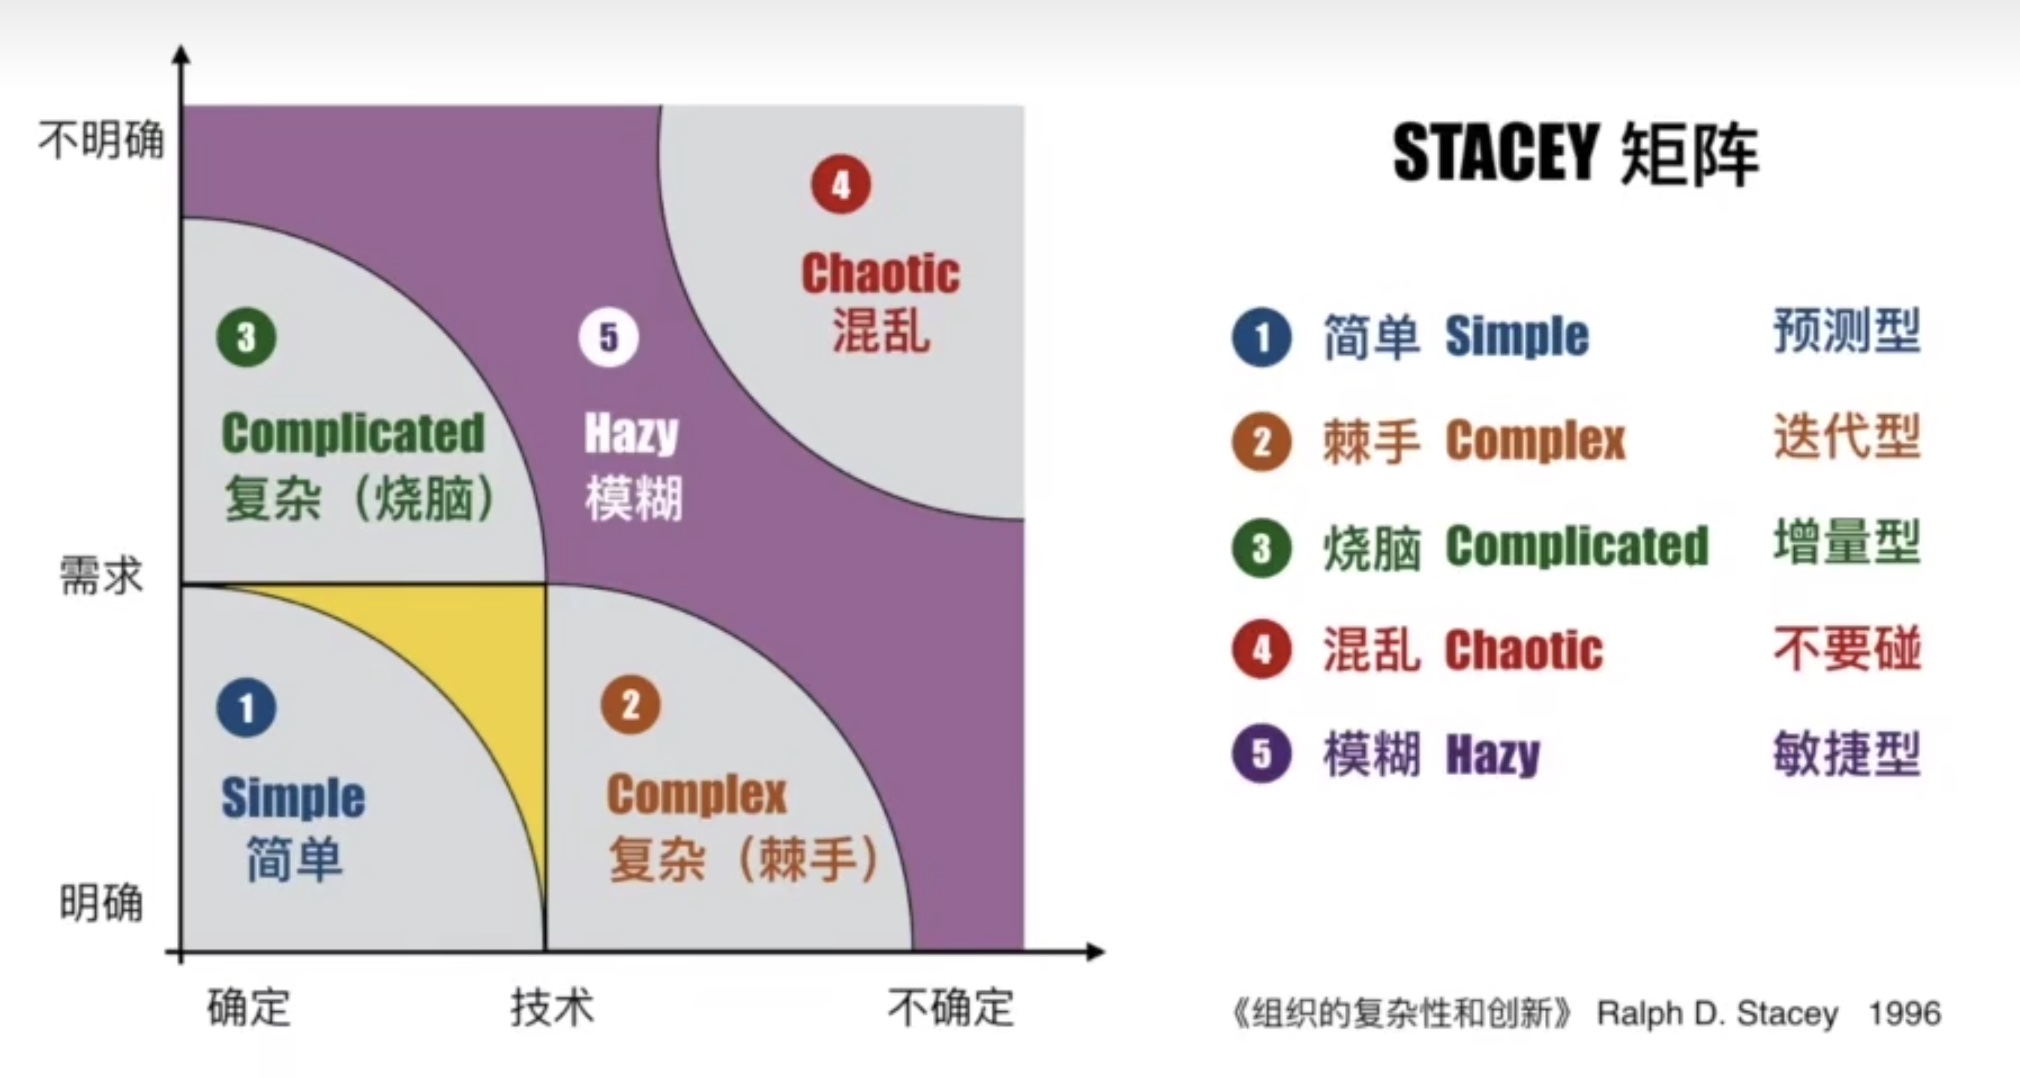 STACEY 矩阵
不明确
需求
明确
确定
技术
不确定
4
Chaotic
混乱
3
Complicated
复杂（烧脑）
5
Hazy
模糊
1
Simple
简单
2
Complex
复杂（棘手）
1 简单 Simple 预测型
2 棘手 Complex 迭代型
3 烧脑 Complicated 增量型
4 混乱 Chaotic 不要碰
5 模糊 Hazy 敏捷型
《组织的复杂性和创新》 Ralph D. Stacey 1996